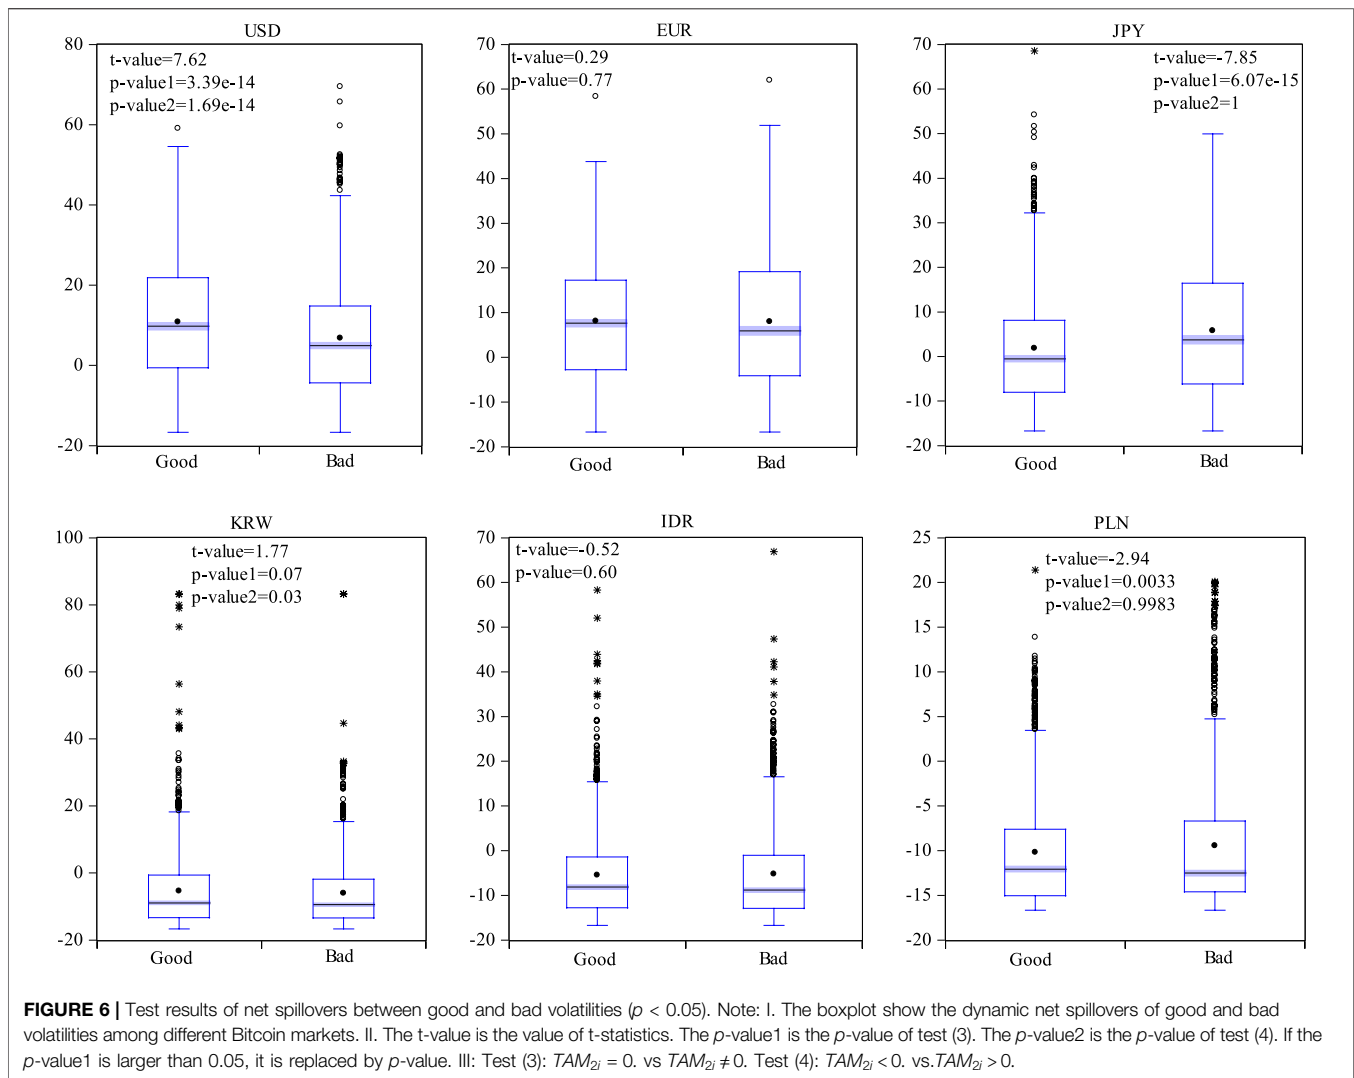 USD
t-value=7.62
p-value1=3.39e-14
p-value2=1.69e-14
80
60
40
20
0
-20
Good Bad
EUR
t-value=0.29
p-value=0.77
70
60
50
40
30
20
10
0
-10
-20
Good Bad
JPY
t-value=-7.85
p-value1=6.07e-15
p-value2=1
70
60
50
40
30
20
10
0
-10
-20
Good Bad
KRW
t-value=1.77
p-value1=0.07
p-value2=0.03
100
80
60
40
20
0
-20
Good Bad
IDR
t-value=-0.52
p-value=0.60
70
60
50
40
30
20
10
0
-10
-20
Good Bad
PLN
t-value=-2.94
p-value1=0.0033
p-value2=0.9983
25
20
15
10
5
0
-5
-10
-15
-20
Good Bad
FIGURE 6 | Test results of net spillovers between good and bad volatilities (p < 0.05). Note: I. The boxplot show the dynamic net spillovers of good and bad
volatilities among different Bitcoin markets. II. The t-value is the value of t-statistics. The p-value1 is the p-value of test (3). The p-value2 is the p-value of test (4). If the
p-value1 is larger than 0.05, it is replaced by p-value. III: Test (3): TAM2i = 0. vs TAM2i ≠ 0. Test (4): TAM2i < 0. vs.TAM2i > 0.